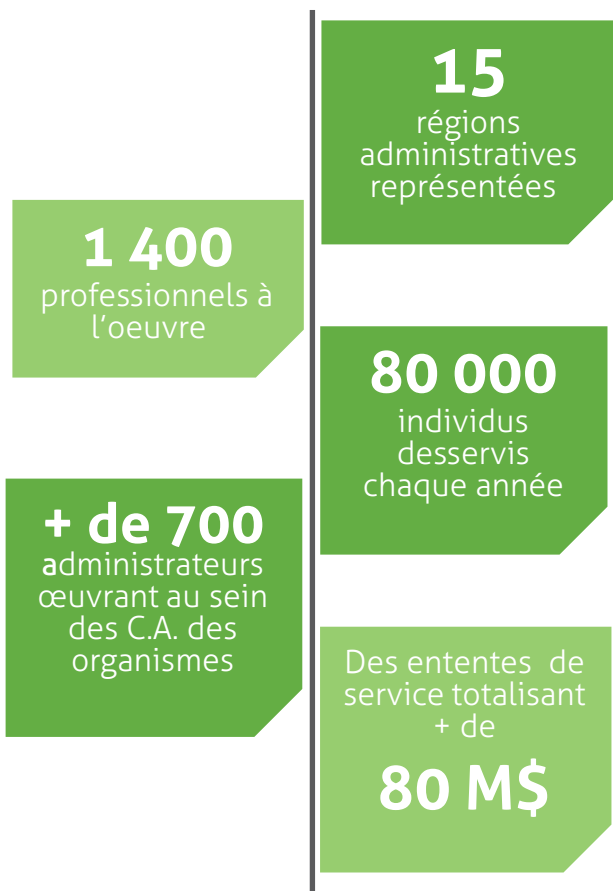 15
régions
administratives
représentées
1 400
professionnels à
l'oeuvre
80 000
individus
desservis
chaque année
+ de 700
administrateurs
œuvrant au sein
des C.A. des
organismes
Des ententes de
service totalisant
+ de
80 M$